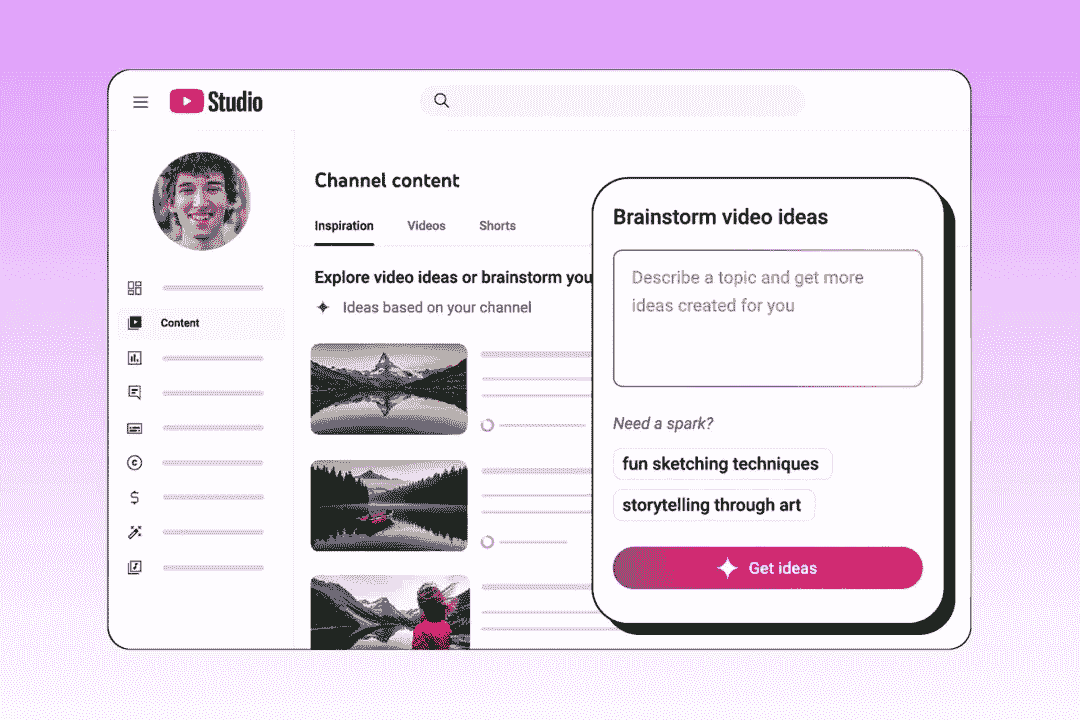 Studio
Channel content
Inspiration Videos Shorts
Explore video ideas or brainstorm you
Ideas based on your channel
Content
Brainstorm video ideas
Describe a topic and get more
ideas created for you
Need a spark?
fun sketching techniques
storytelling through art
Get ideas